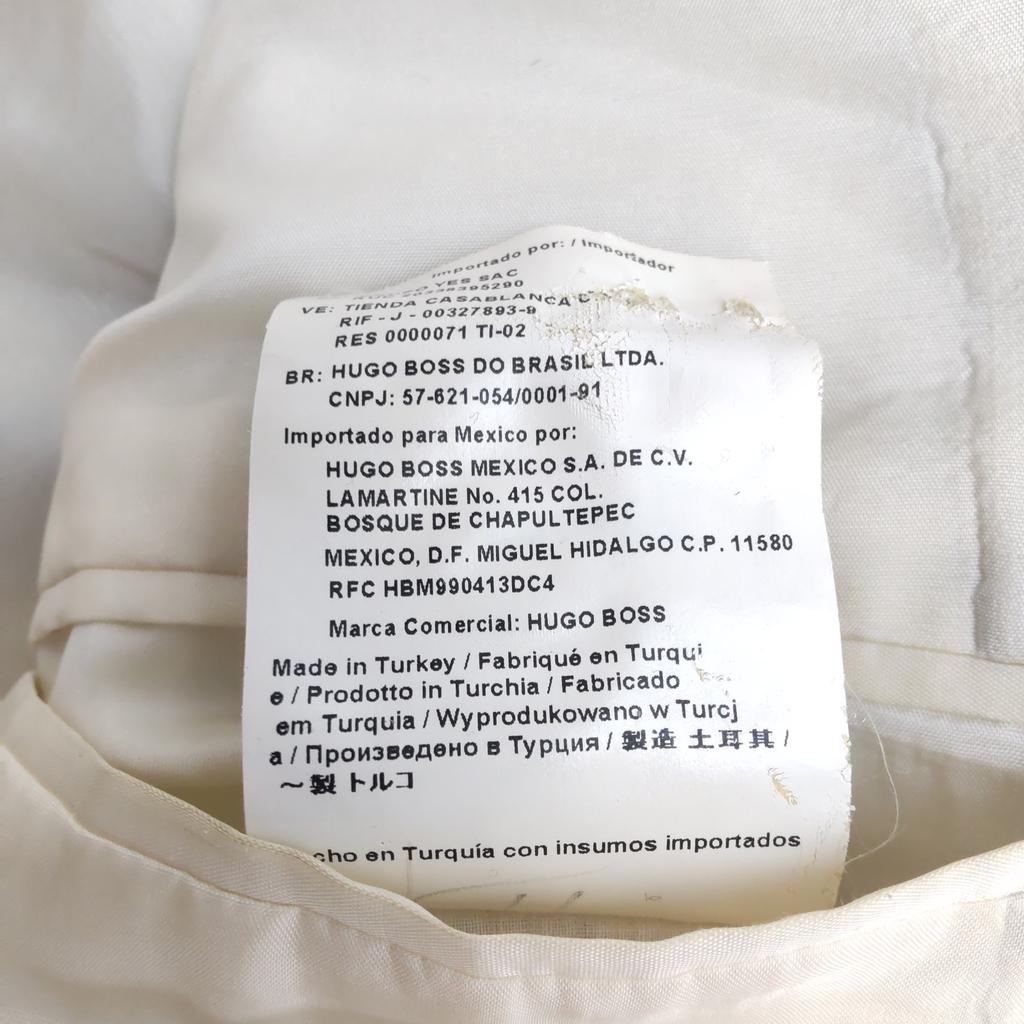 Importado por: / Importador
YES SAC
VE: TIENDA CASABLANCA
RIF - J - 00327893-9
RES 0000071 TI-02
BR: HUGO BOSS DO BRASIL LTDA.
CNPJ: 57-621-054/0001-91
Importado para Mexico por:
HUGO BOSS MEXICO S.A. DE C.V.
LAMARTINE No. 415 COL.
BOSQUE DE CHAPULTEPEC
MEXICO, D.F. MIGUEL HIDALGO C.P. 11580
RFC HBM990413DC4
Marca Comercial: HUGO BOSS
Made in Turkey / Fabriqué en Turqui
e / Prodotto in Turchia / Fabricado
em Turquia / Wyprodukowano w Turcj
a / Произведено в Турция / 製造 土耳其 /
～製 トルコ
cho en Turquía con insumos importados